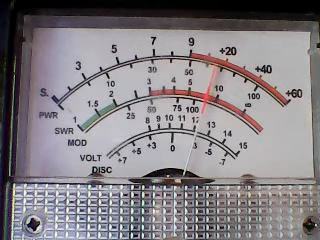 S. 3 5 7 9 +20 +40 +60
PWR 10 30 50 100
SWR 1 1.5 2 3 4 5 ∞
MOD 25 50 75 100
VOLT 8 9 10 11 12 13 14 15
DISC +7 +5 +3 0 3 -5 -7